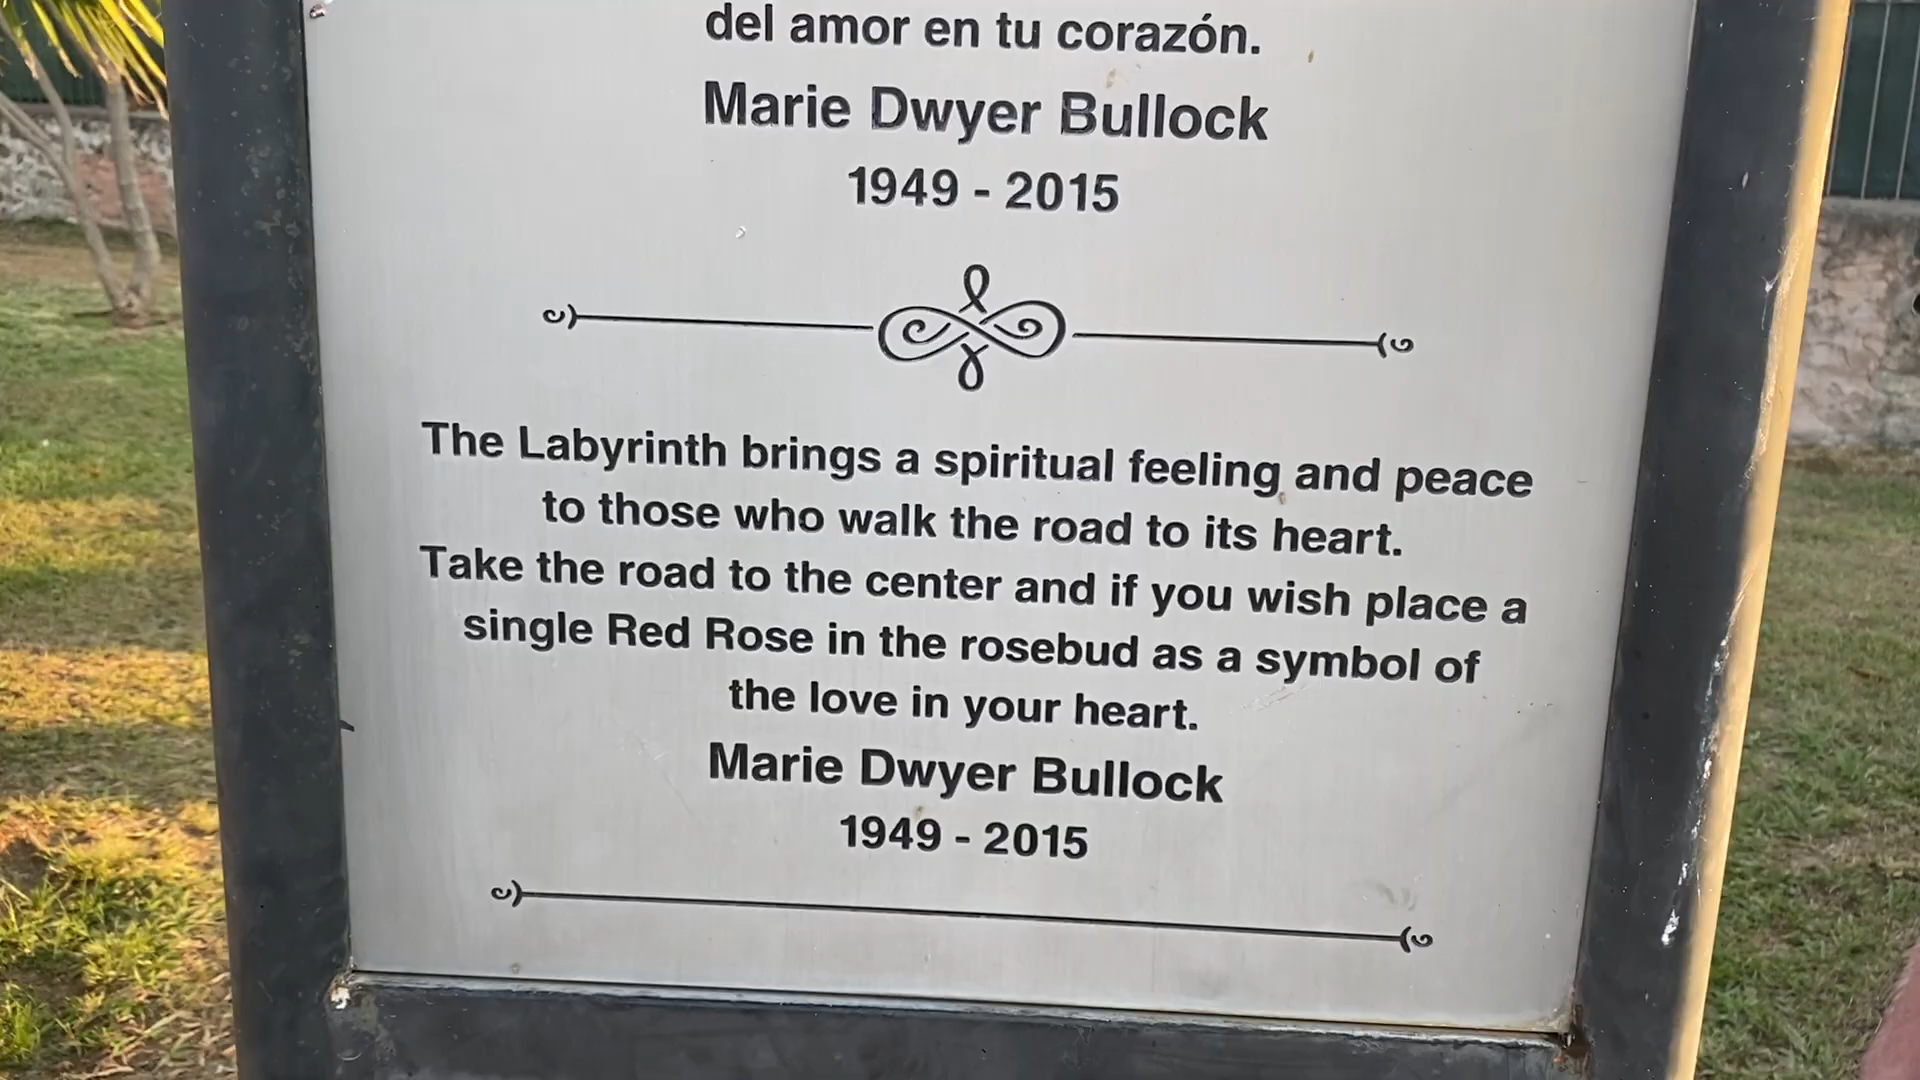 del amor en tu corazón.
Marie Dwyer Bullock
1949 - 2015
The Labyrinth brings a spiritual feeling and peace
to those who walk the road to its heart.
Take the road to the center and if you wish place a
single Red Rose in the rosebud as a symbol of
the love in your heart.
Marie Dwyer Bullock
1949 - 2015